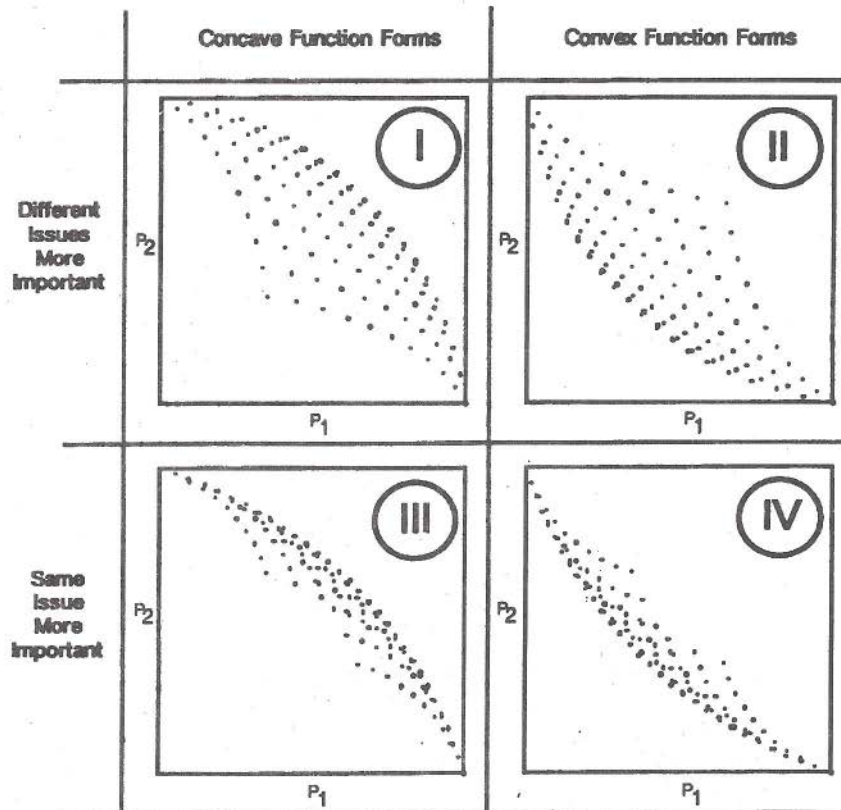 Concave Function Forms
Convex Function Forms
Different
Issues
More
Important
P2
I
P1
P2
II
P1
Same
Issue
More
Important
P2
III
P1
P2
IV
P1